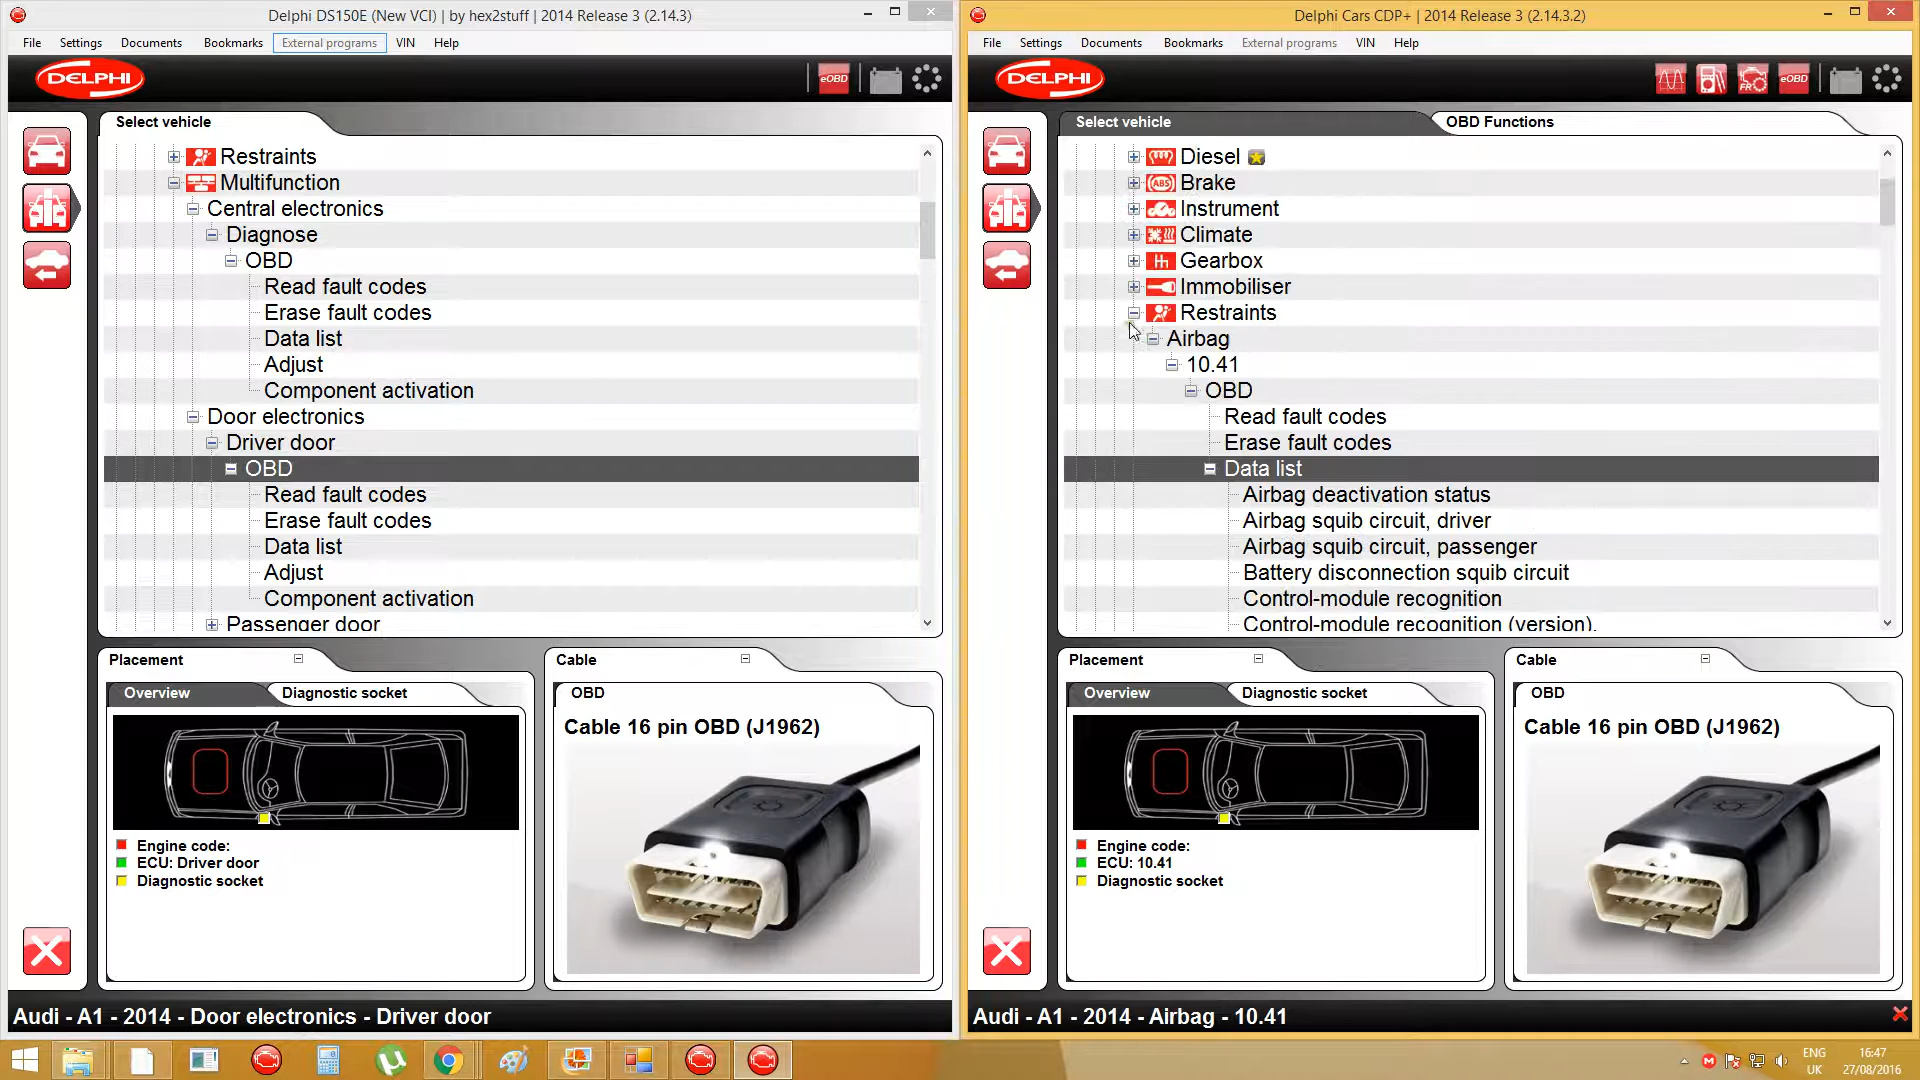 Delphi DS150E (New VCI) | by hex2stuff | 2014 Release 3 (2.14.3)
File Settings Documents Bookmarks External programs VIN Help
DELPHI
eOBD
Select vehicle
Restraints
Multifunction
Central electronics
Diagnose
OBD
Read fault codes
Erase fault codes
Data list
Adjust
Component activation
Door electronics
Driver door
OBD
Read fault codes
Erase fault codes
Data list
Adjust
Component activation
Passenger door
Placement
Overview Diagnostic socket
Engine code:
ECU: Driver door
Diagnostic socket
Cable
OBD
Cable 16 pin OBD (J1962)
Audi - A1 - 2014 - Door electronics - Driver door
Delphi Cars CDP+ | 2014 Release 3 (2.14.3.2)
File Settings Documents Bookmarks External programs VIN Help
DELPHI
FR eOBD
Select vehicle OBD Functions
Diesel
ABS Brake
Instrument
Climate
Gearbox
Immobiliser
Restraints
Airbag
10.41
OBD
Read fault codes
Erase fault codes
Data list
Airbag deactivation status
Airbag squib circuit, driver
Airbag squib circuit, passenger
Battery disconnection squib circuit
Control-module recognition
Control-module recognition (version).
Placement
Overview Diagnostic socket
Engine code:
ECU: 10.41
Diagnostic socket
Cable
OBD
Cable 16 pin OBD (J1962)
Audi - A1 - 2014 - Airbag - 10.41
ENG
UK
16:47
27/08/2016